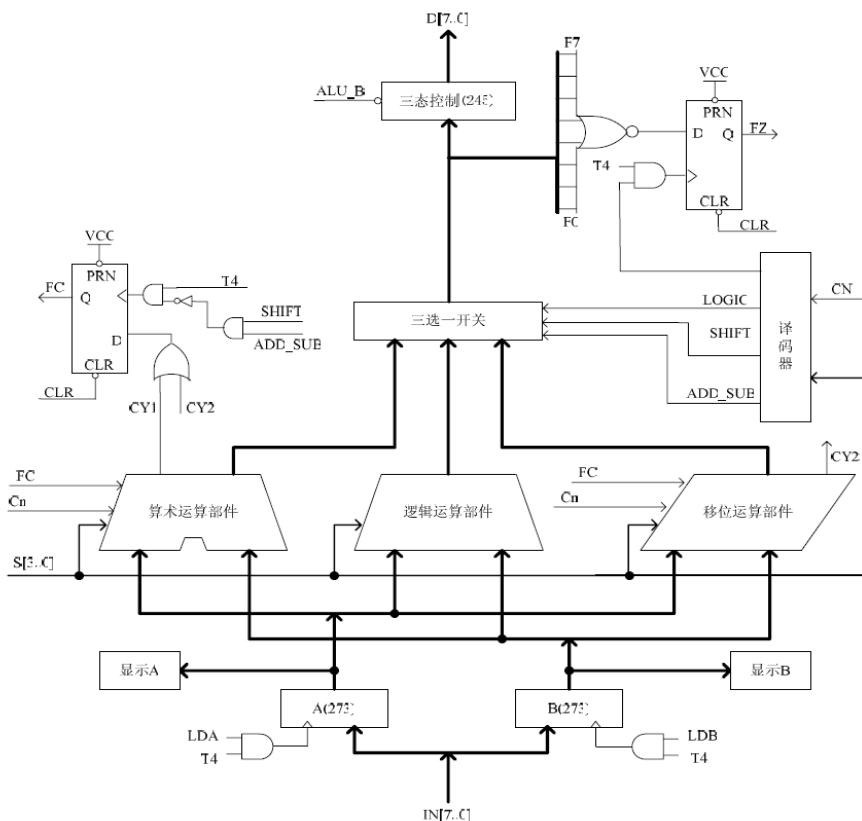 D[7..0]
F7
ALU_B
三态控制(245)
VCC
PRN
D
Q
FZ
T4
CLR
F0
CLR
VCC
FC
PRN
Q
T4
SHIFT
D
ADD_SUB
CLR
CLR
CY1
CY2
三选一开关
LOGIC
SHIFT
ADD_SUB
译码器
CN
CY2
FC
Cn
算术运算部件
逻辑运算部件
FC
Cn
移位运算部件
S[3..0]
显示A
显示B
A(273)
B(273)
LDA
T4
LDB
T4
IN[7..0]